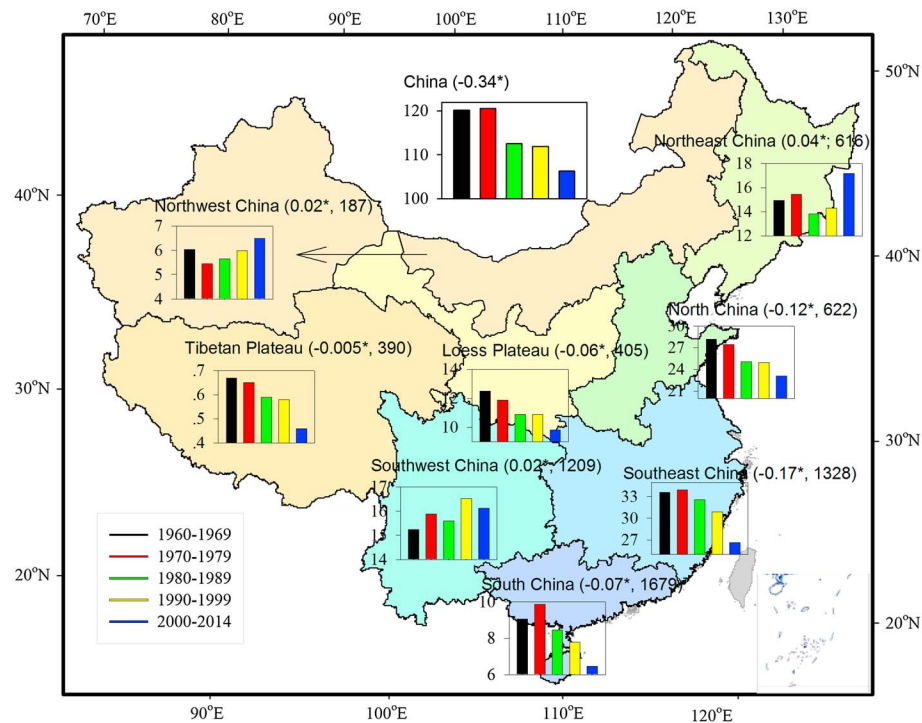 70°E 80°E 90°E 100°E 110°E 120°E 130°E
50°N
40°N
30°N
20°N
50°N
40°N
30°N
20°N
90°E 100°E 110°E 120°E
China (-0.34*)
120
110
100
Northeast China (0.04*; 616)
18
16
14
12
Northwest China (0.02*, 187)
7
6
5
4
North China (-0.12*, 622)
30
27
24
21
Tibetan Plateau (-0.005*, 390)
.7
.6
.5
.4
Loess Plateau (-0.06*, 405)
14
12
10
Southwest China (0.02*, 1209)
17
16
15
14
Southeast China (-0.17*, 1328)
33
30
27
South China (-0.07*, 1679)
10
8
6
1960-1969
1970-1979
1980-1989
1990-1999
2000-2014